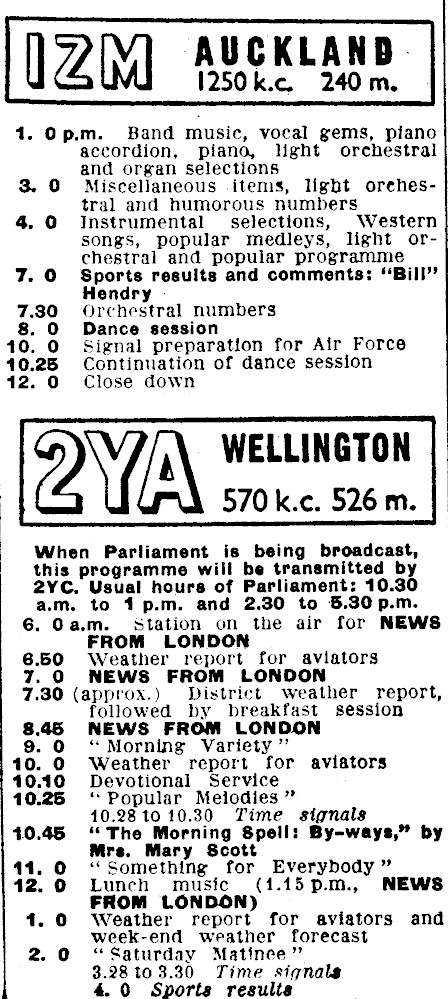 1ZM AUCKLAND
1250 k.c. 240 m.
1. 0 p.m. Band music, vocal gems, piano
accordion, piano, light orchestral
and organ selections
3. 0 Miscellaneous items, light orches-
tral and humorous numbers
4. 0 Instrumental selections, Western
songs, popular medleys, light or-
chestral and popular programme
7. 0 Sports results and comments: "Bill"
Hendry
7.30 Orchestral numbers
8. 0 Dance session
10. 0 Signal preparation for Air Force
10.25 Continuation of dance session
12. 0 Close down
2YA WELLINGTON
570 k.c. 526 m.
When Parliament is being broadcast,
this programme will be transmitted by
2YC. Usual hours of Parliament: 10.30
a.m. to 1 p.m. and 2.30 to 5.30 p.m.
6. 0 a.m. Station on the air for NEWS
FROM LONDON
6.50 Weather report for aviators
7. 0 NEWS FROM LONDON
7.30 (approx.) District weather report,
followed by breakfast session
8.45 NEWS FROM LONDON
9. 0 "Morning Variety"
10. 0 Weather report for aviators
10.10 Devotional Service
10.25 "Popular Melodies"
10.28 to 10.30 Time signals
10.45 "The Morning Spell: By-ways," by
Mrs. Mary Scott
11. 0 "Something for Everybody"
12. 0 Lunch music (1.15 p.m., NEWS
FROM LONDON)
1. 0 Weather report for aviators and
week-end weather forecast
2. 0 "Saturday Matinee"
3.28 to 3.30 Time signals
4. 0 Sports results